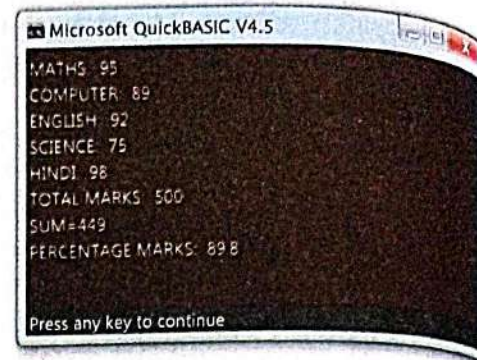 Microsoft QuickBASIC V4.5
MATHS: 95
COMPUTER: 89
ENGLISH: 92
SCIENCE: 75
HINDI: 98
TOTAL MARKS: 500
SUM=449
PERCENTAGE MARKS: 89.8
Press any key to continue